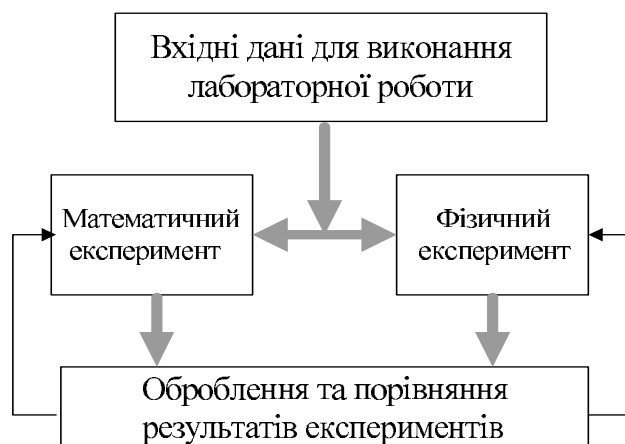 Вхідні дані для виконання
лабораторної роботи
Математичний
експеримент
Фізичний
експеримент
Оброблення та порівняння
результатів експериментів